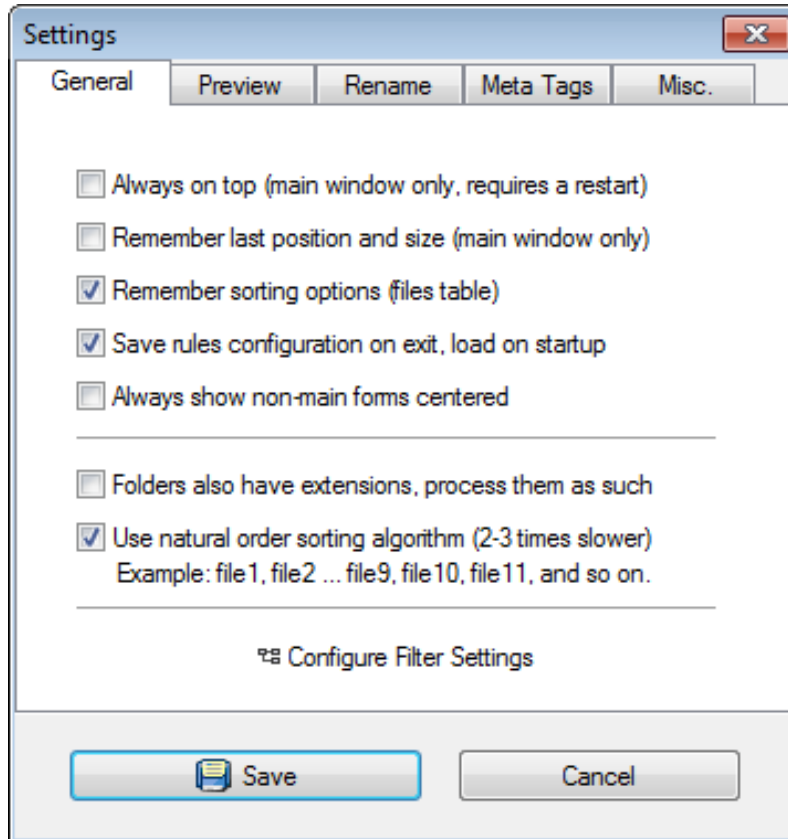 Settings
General Preview Rename Meta Tags Misc.
Always on top (main window only, requires a restart)
Remember last position and size (main window only)
Remember sorting options (files table)
Save rules configuration on exit, load on startup
Always show non-main forms centered
Folders also have extensions, process them as such
Use natural order sorting algorithm (2-3 times slower)
Example: file1, file2 ... file9, file10, file11, and so on.
Configure Filter Settings
Save Cancel